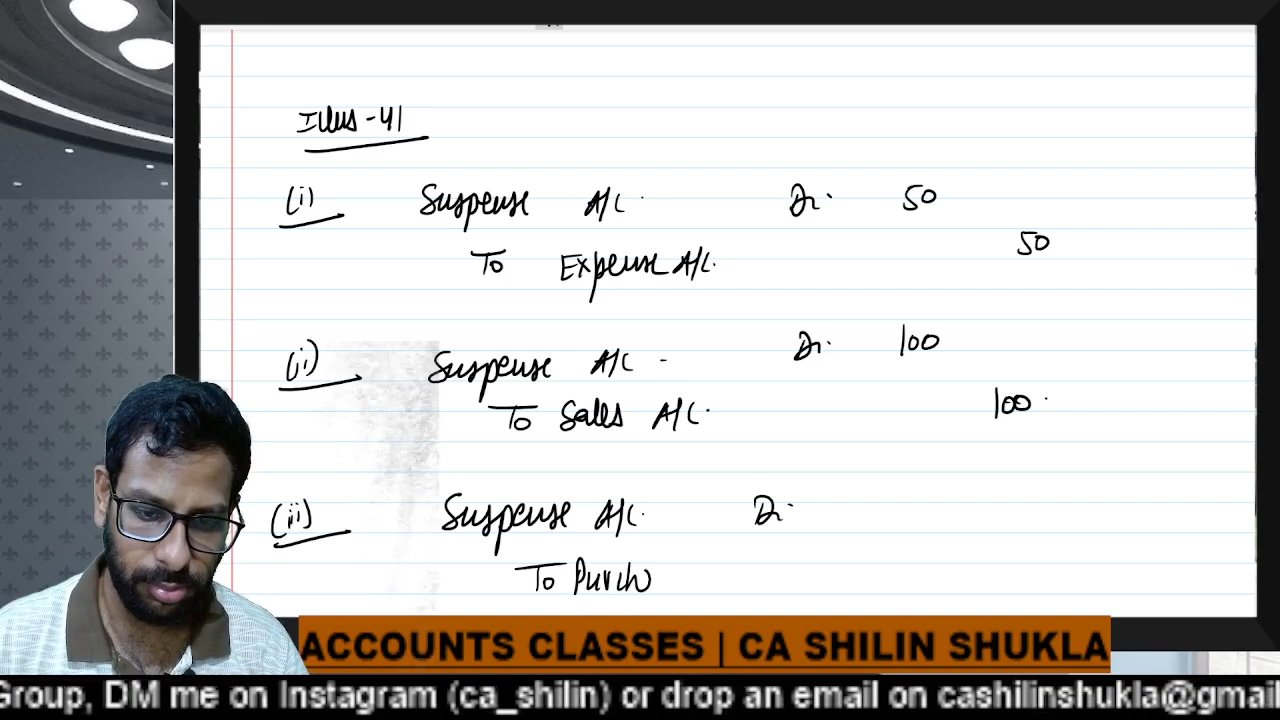 Illus-41
(i) Suspense A/c. Dr. 50
To Expense A/c. 50
(ii) Suspense A/c - Dr. 100
To Sales A/c. 100.
(iii) Suspense A/c. Dr.
To Purch
ACCOUN 'S CLASSES | CA SHILIN SHUKLA
Group, DM me on Instagram (ca_shilin) or drop an email on cashilinshukla@gmail